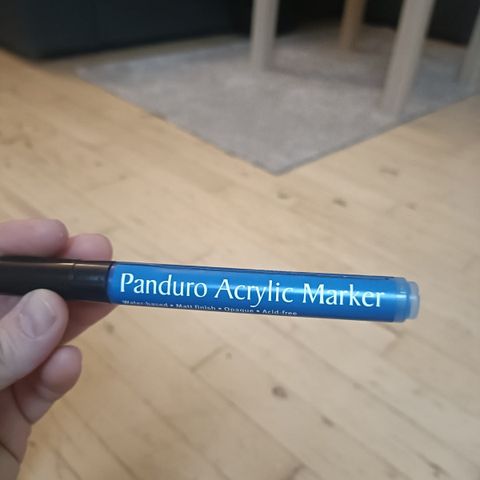 Panduro Acrylic Marker
Water-based • Matt finish • Opaque • Acid-free